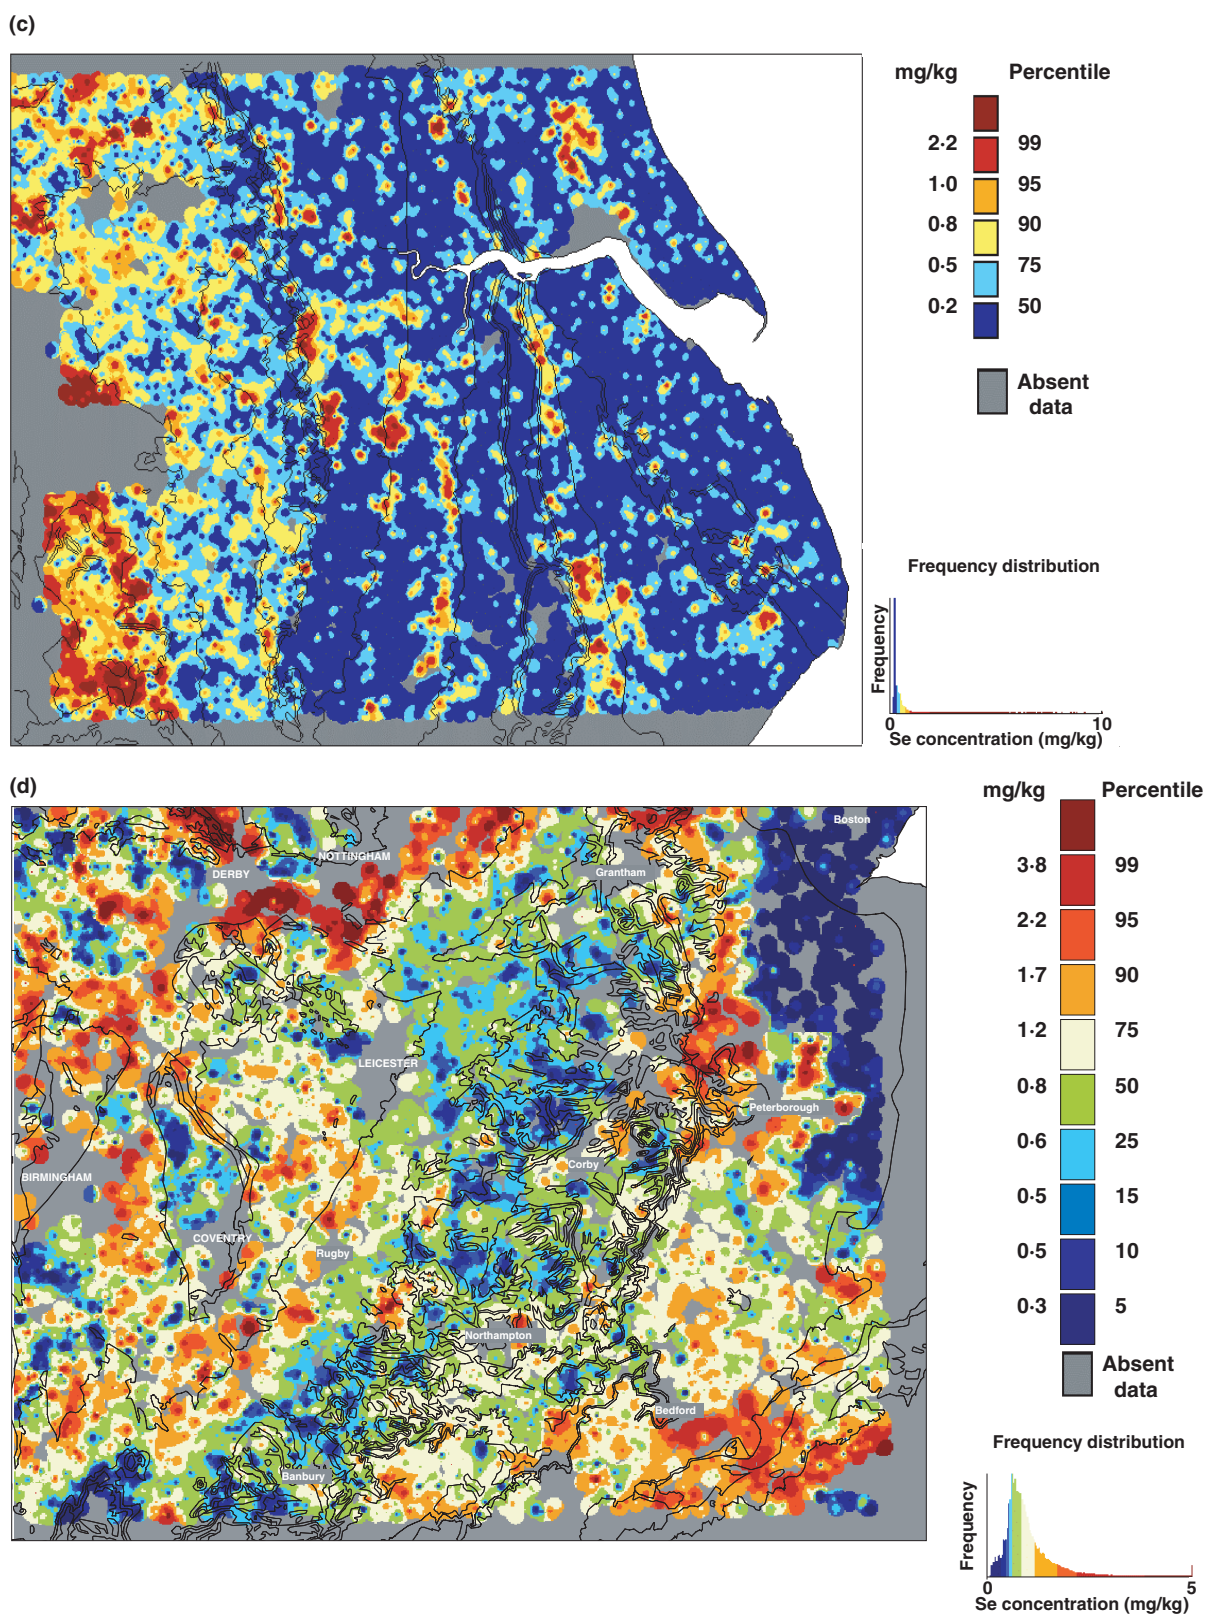 (c)
mg/kg Percentile
2·2 99
1·0 95
0·8 90
0·5 75
0·2 50
Absent
data
Frequency distribution
Frequency
0 10
Se concentration (mg/kg)
(d)
mg/kg Percentile
Boston
NOTTINGHAM
DERBY
Grantham
3·8 99
2·2 95
1·7 90
1·2 75
0·8 50
0·6 25
0·5 15
0·5 10
0·3 5
LEICESTER
Peterborough
Corby
BIRMINGHAM
COVENTRY
Rugby
Northampton
Bedford
Banbury
Absent
data
Frequency distribution
Frequency
0 5
Se concentration (mg/kg)